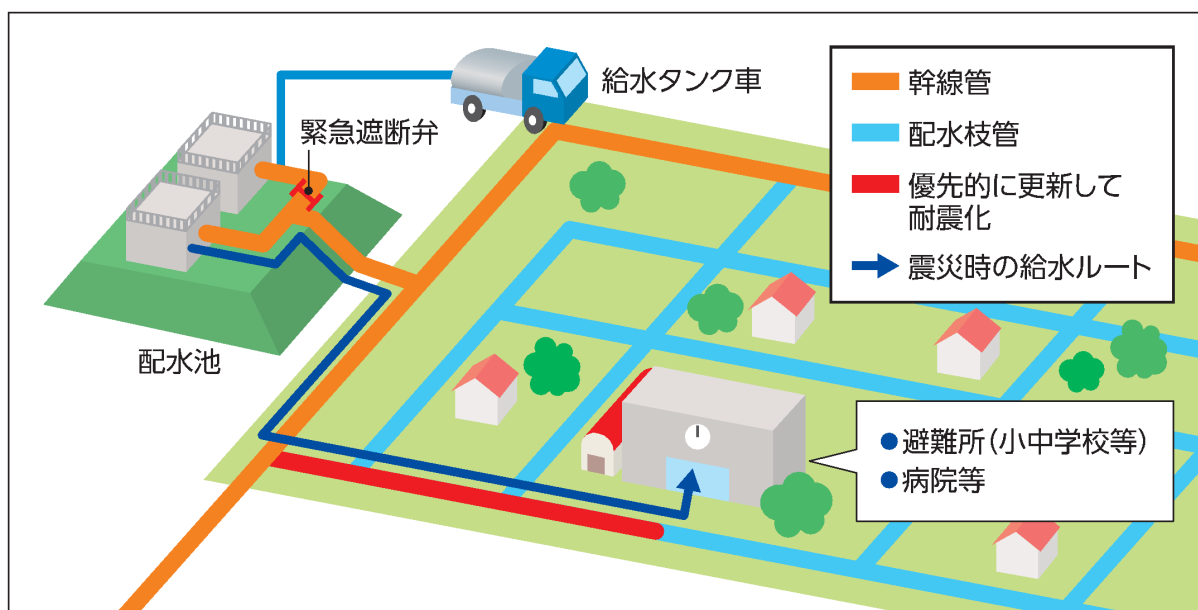 給水タンク車
緊急遮断弁
配水池
幹線管
配水枝管
優先的に更新して
耐震化
震災時の給水ルート
●避難所(小中学校等)
●病院等